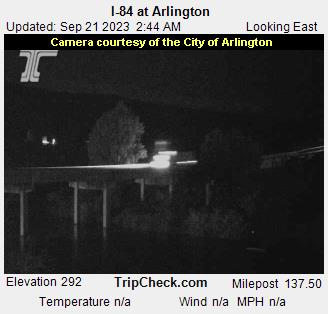 I-84 at Arlington
Updated: Sep 21 2023 2:44 AM Looking East
Camera courtesy of the City of Arlington
Elevation 292 TripCheck.com Milepost 137.50
Temperature n/a Wind n/a MPH n/a